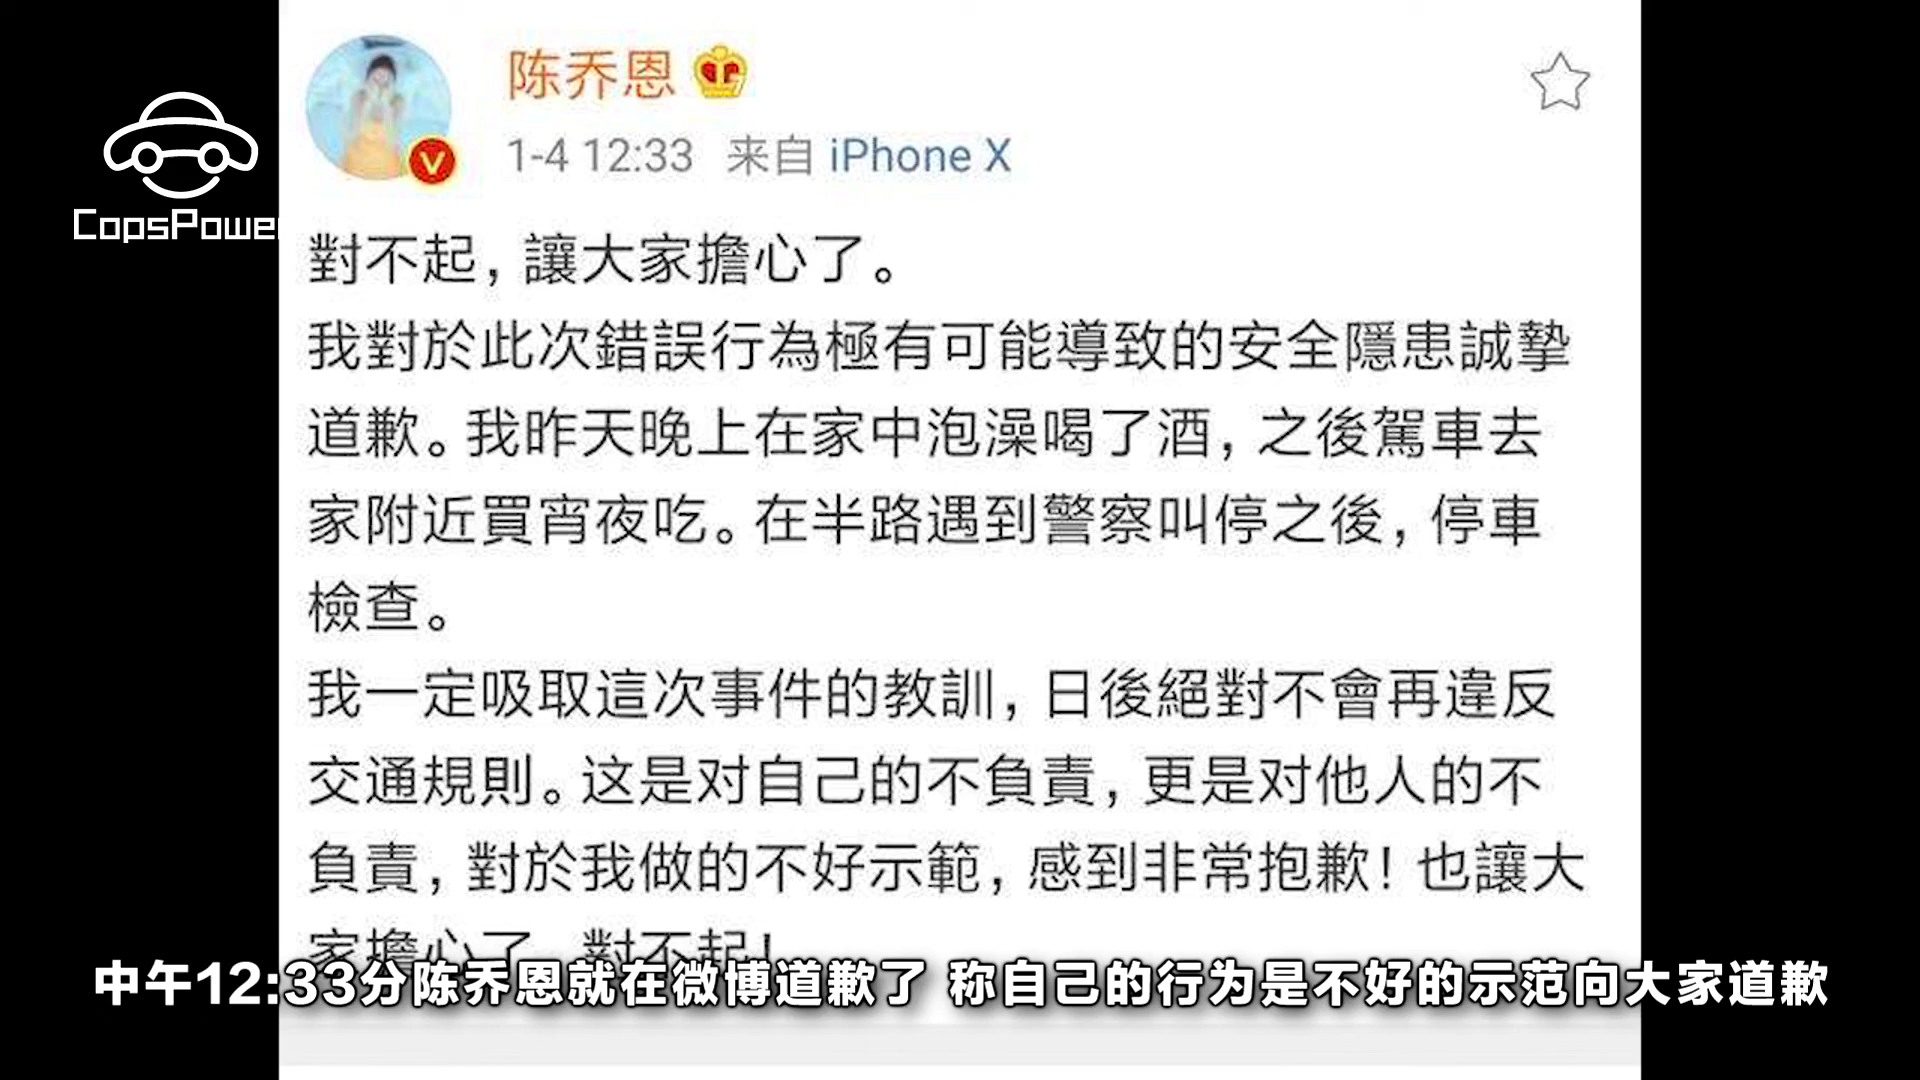 陈乔恩
1-4 12:33 来自 iPhone X
CopsPower
對不起，讓大家擔心了。
我對於此次錯誤行為極有可能導致的安全隱患誠摯
道歉。我昨天晚上在家中泡澡喝了酒，之後駕車去
家附近買宵夜吃。在半路遇到警察叫停之後，停車
檢查。
我一定吸取這次事件的教訓，日後絕對不會再違反
交通規則。这是对自己的不負責，更是对他人的不
負責，對於我做的不好示範，感到非常抱歉！也讓大
家擔心了，對不起！
中午12:33分陈乔恩就在微博道歉了 称自己的行为是不好的示范向大家道歉